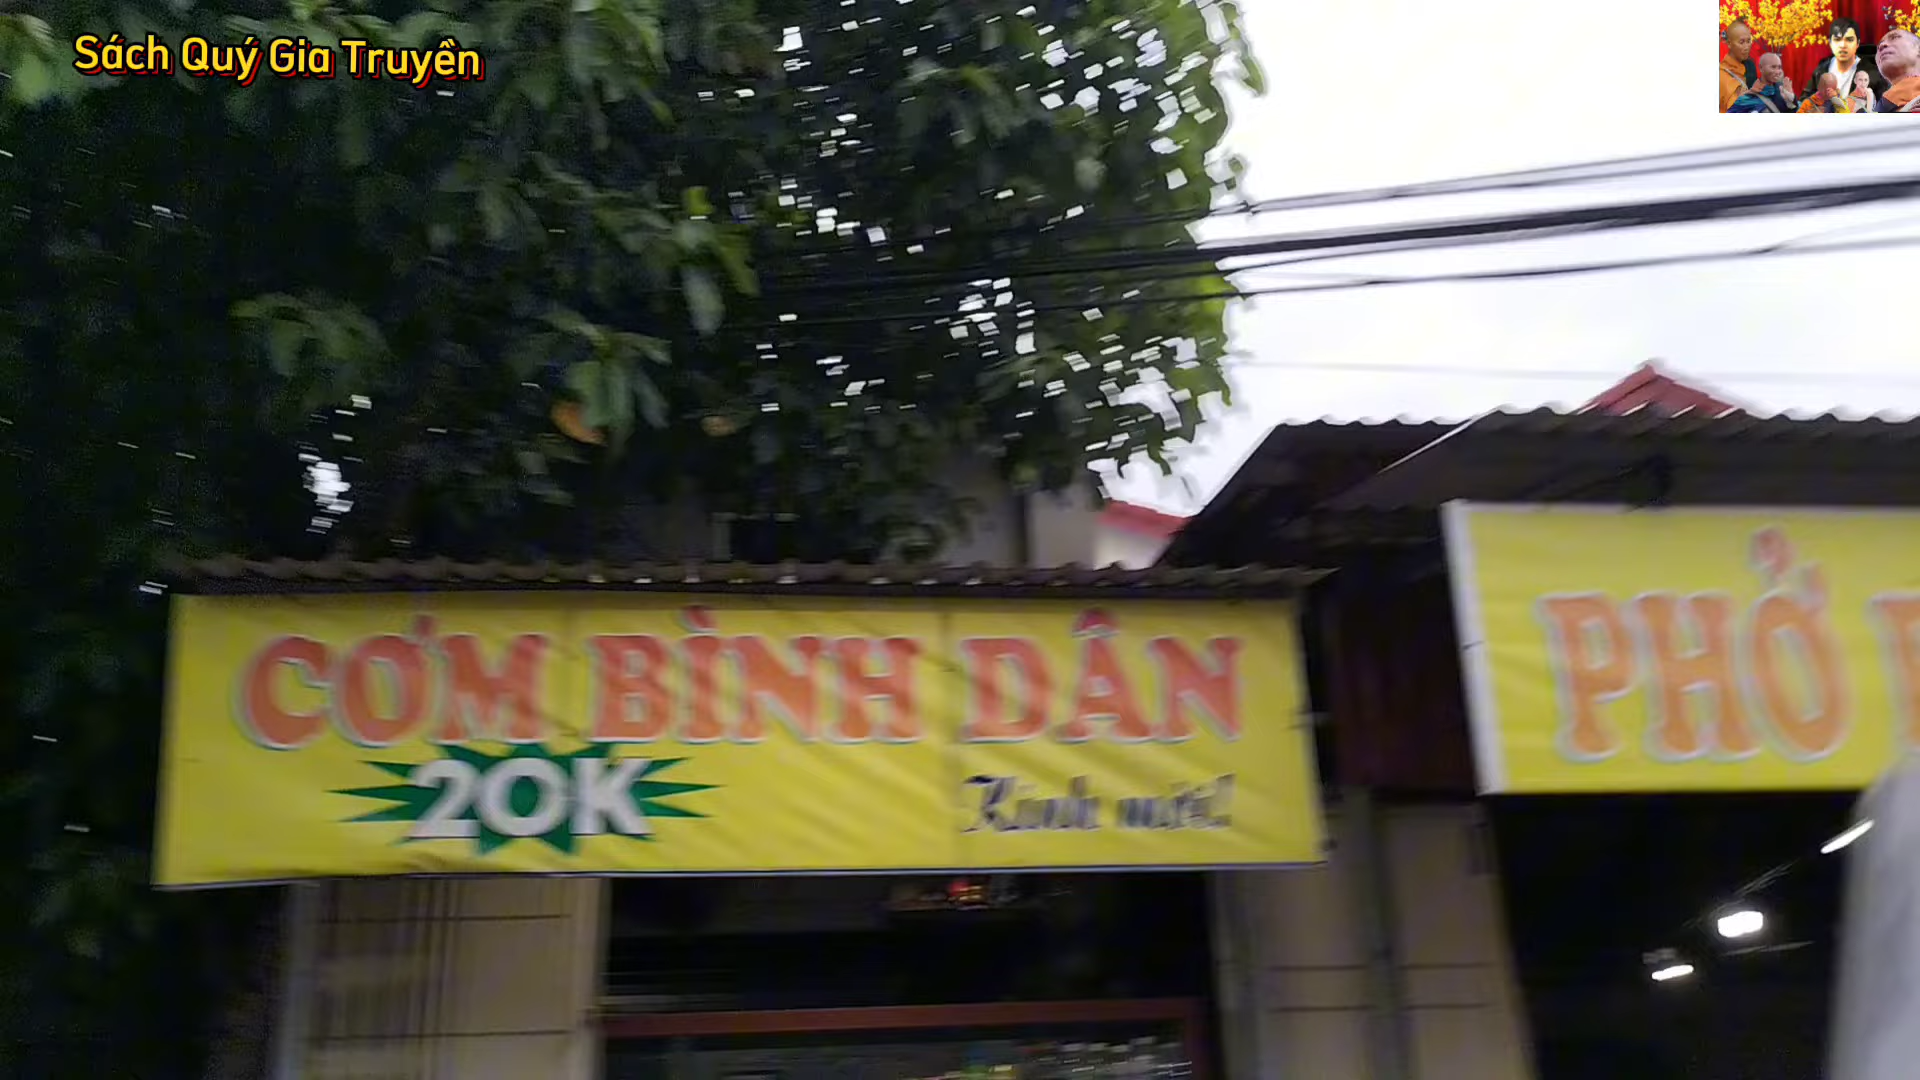 Sách Quý Gia Truyền
CƠM BÌNH DÂN
20K
Kính mời!
PHỞ